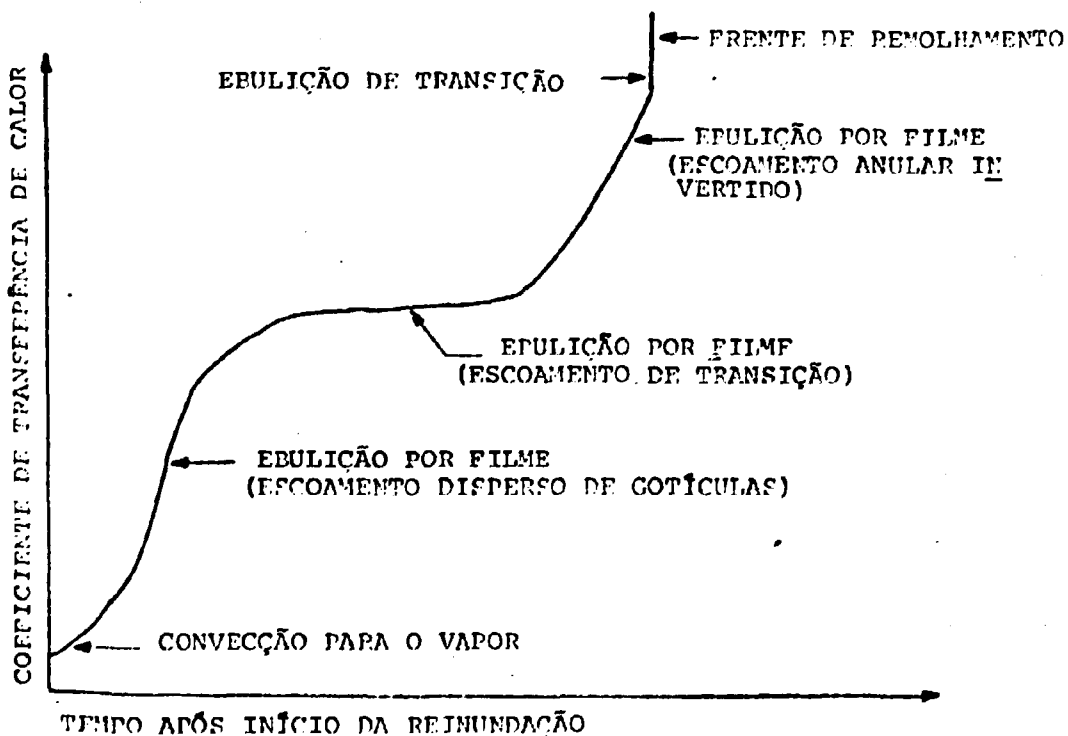 FRENTE DE REMOLHAMENTO
EBULIÇÃO DE TRANSIÇÃO
EBULIÇÃO POR FILME
(ESCOAMENTO ANULAR IN
VERTIDO)
EBULIÇÃO POR FILME
(ESCOAMENTO DE TRANSIÇÃO)
EBULIÇÃO POR FILME
(ESCOAMENTO DISPERSO DE GOTÍCULAS)
CONVECÇÃO PARA O VAPOR
COEFICIENTE DE TRANSFERÊNCIA DE CALOR
TEMPO APÓS INÍCIO DA REINUNDAÇÃO